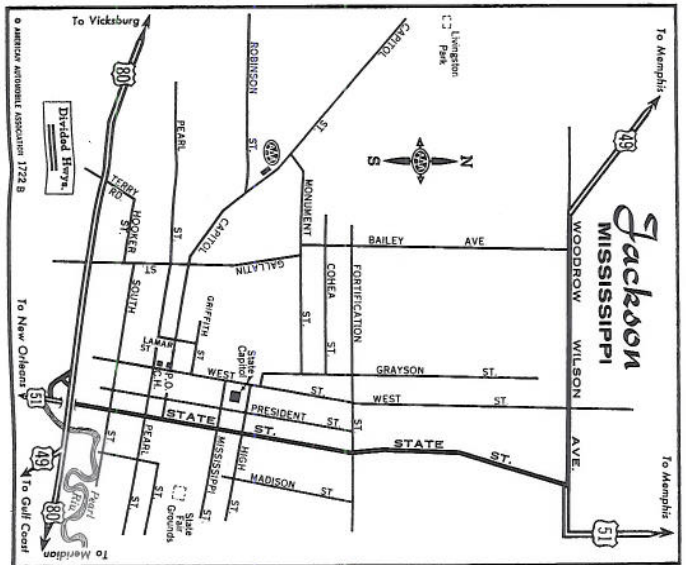 Jackson
MISSISSIPPI
To Memphis
49
To Memphis
51
WOODROW WILSON AVE.
Livingston
Park
N
S
AAA
CAPITOL ST.
ROBINSON ST.
AAA
MONUMENT ST.
BAILEY AVE
COHEA ST.
FORTIFICATION ST.
GRAYSON ST.
WEST ST.
STATE ST.
PEARL ST.
CAPITOL
GALLATIN ST.
GRIFFITH ST.
LAMAR
ST
State
Capitol
P.O.
C.H.
WEST ST.
PRESIDENT ST.
STATE ST.
MISSISSIPPI ST.
HIGH ST.
MADISON ST.
PEARL ST.
State
Fair
Grounds
SOUTH ST
HOOKER ST.
TERRY RD.
To Vicksburg
80
Divided Hwys.
To New Orleans
51
49
To Gulf Coast
80
To Meridian
Pearl
Riv.
© AMERICAN AUTOMOBILE ASSOCIATION 1722 B